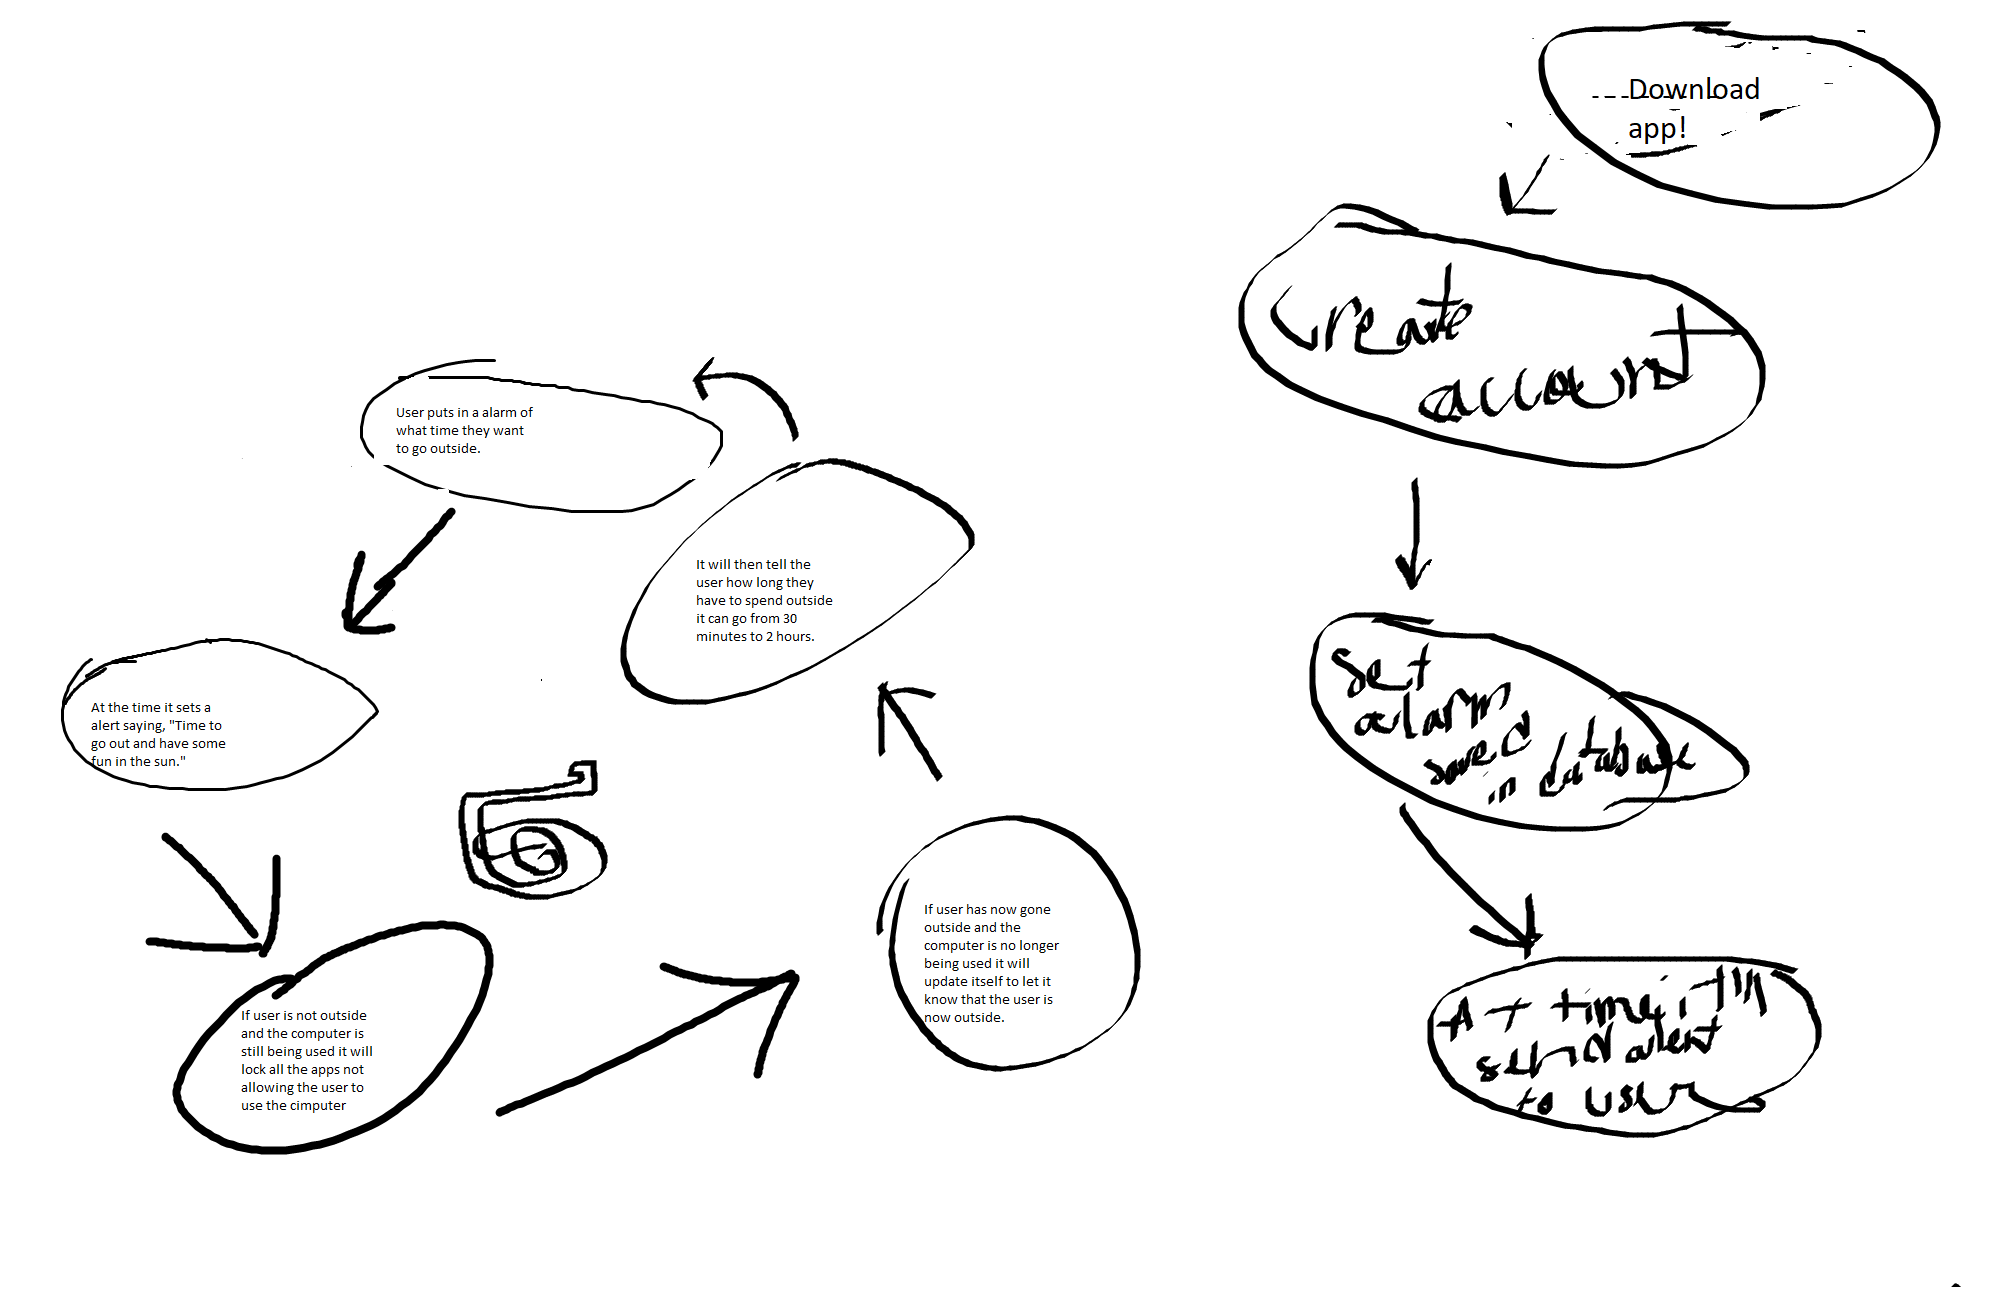 Download
app!
Create
account
Set
alarm
saved
in database
At time it'll
send alert
to user
User puts in a alarm of
what time they want
to go outside.
At the time it sets a
alert saying, "Time to
go out and have some
fun in the sun."
If user is not outside
and the computer is
still being used it will
lock all the apps not
allowing the user to
use the cimputer
If user has now gone
outside and the
computer is no longer
being used it will
update itself to let it
know that the user is
now outside.
It will then tell the
user how long they
have to spend outside
it can go from 30
minutes to 2 hours.